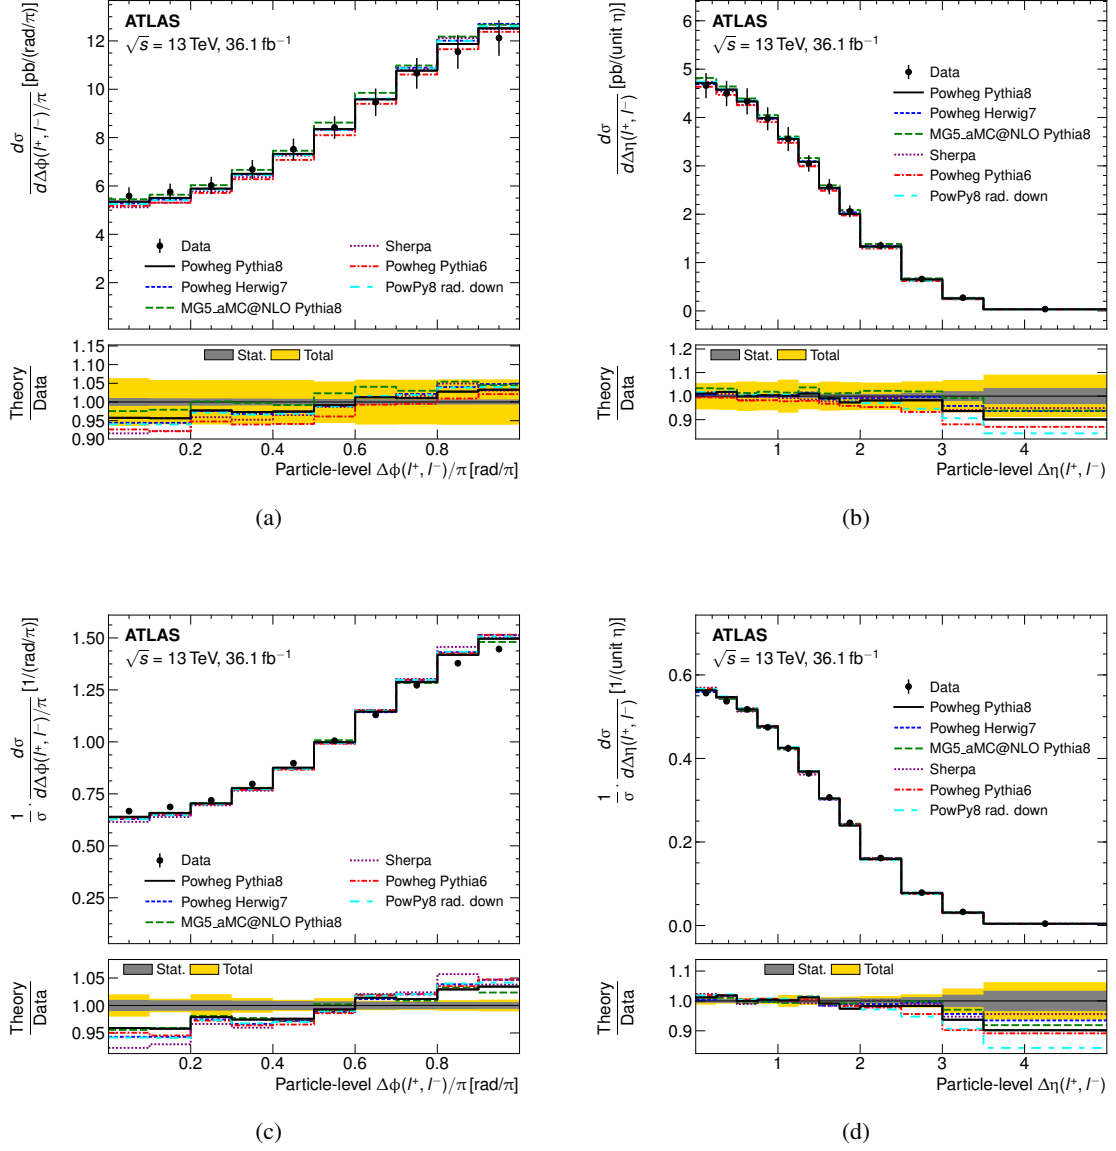 ATLAS
√s = 13 TeV, 36.1 fb⁻¹
dσ / dΔϕ(l⁺, l⁻)/π [pb/(rad/π)]
12
10
8
6
4
2
Data
Powheg Pythia8
Powheg Herwig7
MG5_aMC@NLO Pythia8
Sherpa
Powheg Pythia6
PowPy8 rad. down
Theory / Data
1.15
1.10
1.05
1.00
0.95
0.90
Stat. Total
0.2 0.4 0.6 0.8
Particle-level Δϕ(l⁺, l⁻)/π [rad/π]
(a)
ATLAS
√s = 13 TeV, 36.1 fb⁻¹
dσ / dΔη(l⁺, l⁻) [pb/(unit η)]
6
5
4
3
2
1
0
Data
Powheg Pythia8
Powheg Herwig7
MG5_aMC@NLO Pythia8
Sherpa
Powheg Pythia6
PowPy8 rad. down
Theory / Data
1.2
1.1
1.0
0.9
Stat. Total
1 2 3 4
Particle-level Δη(l⁺, l⁻)
(b)
ATLAS
√s = 13 TeV, 36.1 fb⁻¹
1/σ · dσ / dΔϕ(l⁺, l⁻)/π [1/(rad/π)]
1.50
1.25
1.00
0.75
0.50
0.25
Data
Powheg Pythia8
Powheg Herwig7
MG5_aMC@NLO Pythia8
Sherpa
Powheg Pythia6
PowPy8 rad. down
Theory / Data
1.05
1.00
0.95
Stat. Total
0.2 0.4 0.6 0.8
Particle-level Δϕ(l⁺, l⁻)/π [rad/π]
(c)
ATLAS
√s = 13 TeV, 36.1 fb⁻¹
1/σ · dσ / dΔη(l⁺, l⁻) [1/(unit η)]
0.6
0.4
0.2
0.0
Data
Powheg Pythia8
Powheg Herwig7
MG5_aMC@NLO Pythia8
Sherpa
Powheg Pythia6
PowPy8 rad. down
Theory / Data
1.1
1.0
0.9
Stat. Total
1 2 3 4
Particle-level Δη(l⁺, l⁻)
(d)